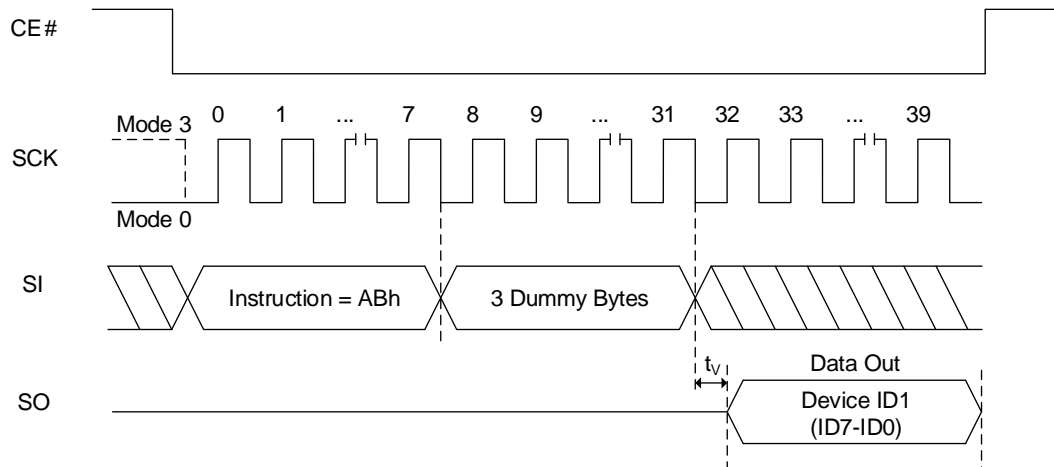 CE#
0 1 ... 7 8 9 ... 31 32 33 ... 39
Mode 3
SCK
Mode 0
SI
Instruction = ABh
3 Dummy Bytes
tV
Data Out
SO
Device ID1
(ID7-ID0)